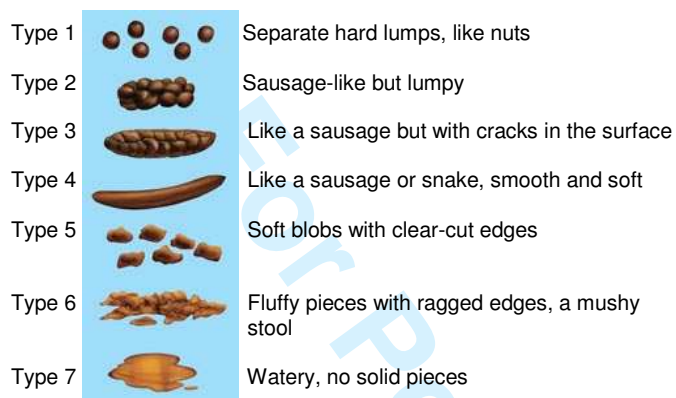 Type 1 Separate hard lumps, like nuts
Type 2 Sausage-like but lumpy
Type 3 Like a sausage but with cracks in the surface
Type 4 Like a sausage or snake, smooth and soft
Type 5 Soft blobs with clear-cut edges
Type 6 Fluffy pieces with ragged edges, a mushy
stool
Type 7 Watery, no solid pieces
For Pe